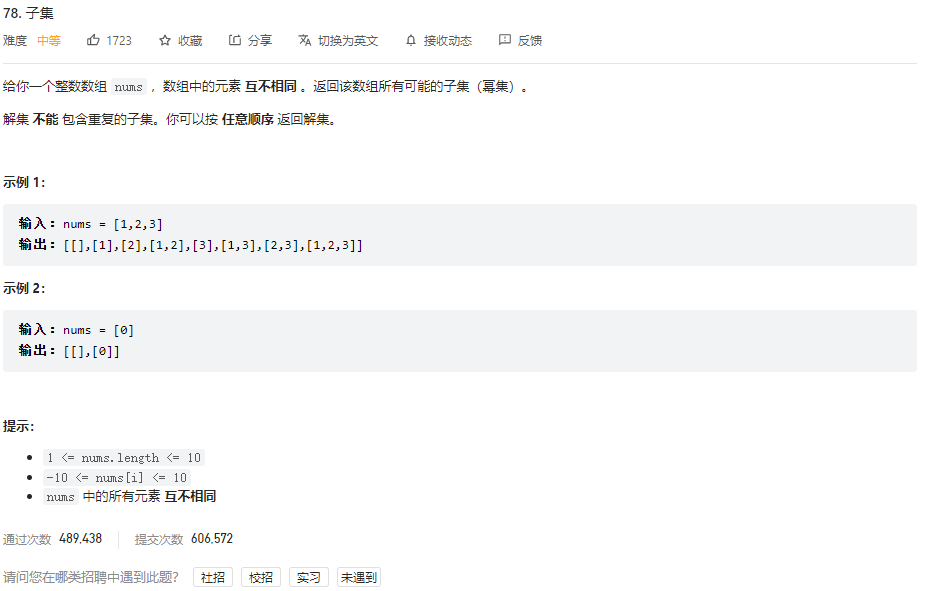 78. 子集
难度 中等 1723 收藏 分享 切换为英文 接收动态 反馈
给你一个整数数组 nums ，数组中的元素 互不相同 。返回该数组所有可能的子集（幂集）。
解集 不能 包含重复的子集。你可以按 任意顺序 返回解集。
示例 1：
输入：nums = [1,2,3]
输出：[[],[1],[2],[1,2],[3],[1,3],[2,3],[1,2,3]]
示例 2：
输入：nums = [0]
输出：[[],[0]]
提示：
1 <= nums.length <= 10
-10 <= nums[i] <= 10
nums 中的所有元素 互不相同
通过次数 489,438 提交次数 606,572
请问您在哪类招聘中遇到此题？ 社招 校招 实习 未遇到